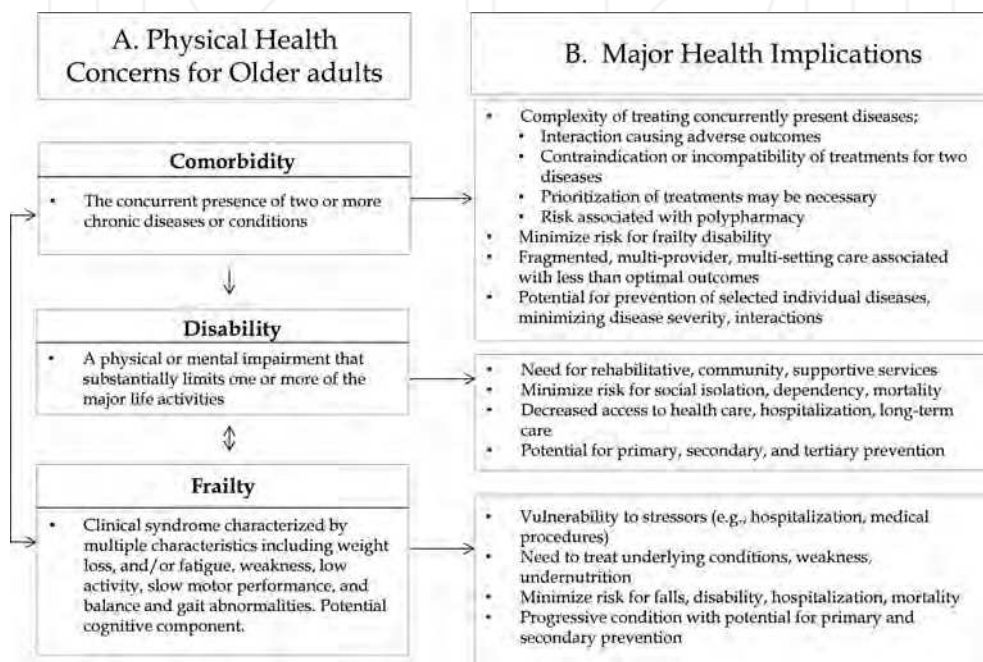 A. Physical Health
Concerns for Older adults
Comorbidity
• The concurrent presence of two or more
chronic diseases or conditions
Disability
• A physical or mental impairment that
substantially limits one or more of the
major life activities
Frailty
• Clinical syndrome characterized by
multiple characteristics including weight
loss, and/or fatigue, weakness, low
activity, slow motor performance, and
balance and gait abnormalities. Potential
cognitive component.
B. Major Health Implications
• Complexity of treating concurrently present diseases;
• Interaction causing adverse outcomes
• Contraindication or incompatibility of treatments for two
diseases
• Prioritization of treatments may be necessary
• Risk associated with polypharmacy
• Minimize risk for frailty disability
• Fragmented, multi-provider, multi-setting care associated
with less than optimal outcomes
• Potential for prevention of selected individual diseases,
minimizing disease severity, interactions
• Need for rehabilitative, community, supportive services
• Minimize risk for social isolation, dependency, mortality
• Decreased access to health care, hospitalization, long-term
care
• Potential for primary, secondary, and tertiary prevention
• Vulnerability to stressors (e.g., hospitalization, medical
procedures)
• Need to treat underlying conditions, weakness,
undernutrition
• Minimize risk for falls, disability, hospitalization, mortality
• Progressive condition with potential for primary and
secondary prevention